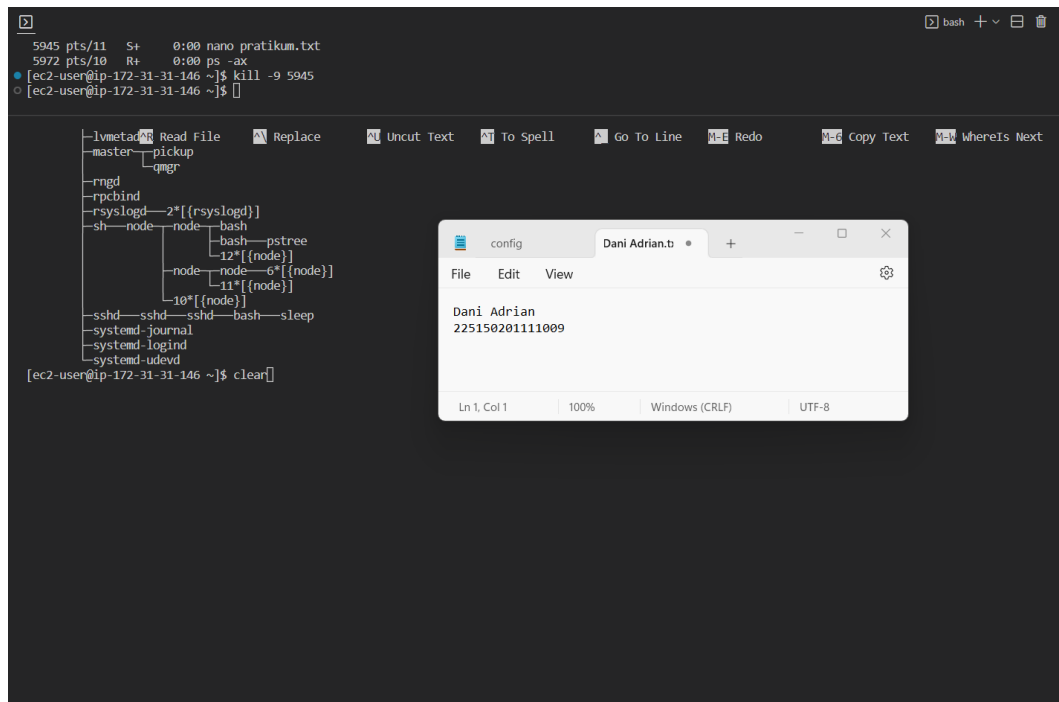 bash
5945 pts/11   S+     0:00 nano pratikum.txt
5972 pts/10   R+     0:00 ps -ax
[ec2-user@ip-172-31-31-146 ~]$ kill -9 5945
[ec2-user@ip-172-31-31-146 ~]$
├─lvmetad^R Read File   ^\ Replace   ^U Uncut Text   ^T To Spell   ^_ Go To Line   M-E Redo   M-6 Copy Text   M-W WhereIs Next
├─master─┬─pickup
│        └─qmgr
├─rngd
├─rpcbind
├─rsyslogd───2*[{rsyslogd}]
├─sh───node─┬─node─┬─bash
│           │      ├─bash───pstree
│           │      └─12*[{node}]
│           ├─node─┬─node───6*[{node}]
│           │      └─11*[{node}]
│           └─10*[{node}]
├─sshd───sshd───sshd───bash───sleep
├─systemd-journal
├─systemd-logind
└─systemd-udevd
[ec2-user@ip-172-31-31-146 ~]$ clear
config   Dani Adrian.t
File   Edit   View
Dani Adrian
225150201111009
Ln 1, Col 1   100%   Windows (CRLF)   UTF-8